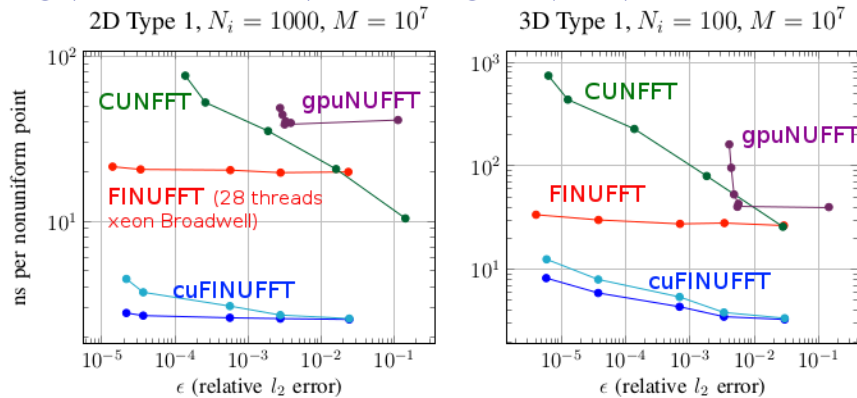 2D Type 1, N_i = 1000, M = 10^7
ns per nonuniform point
10^2
10^1
CUNFFT
gpuNUFFT
FINUFFT (28 threads
xeon Broadwell)
cuFINUFFT
10^-5 10^-4 10^-3 10^-2 10^-1
ϵ (relative l_2 error)
3D Type 1, N_i = 100, M = 10^7
10^3
10^2
10^1
CUNFFT
gpuNUFFT
FINUFFT
cuFINUFFT
10^-5 10^-4 10^-3 10^-2 10^-1
ϵ (relative l_2 error)